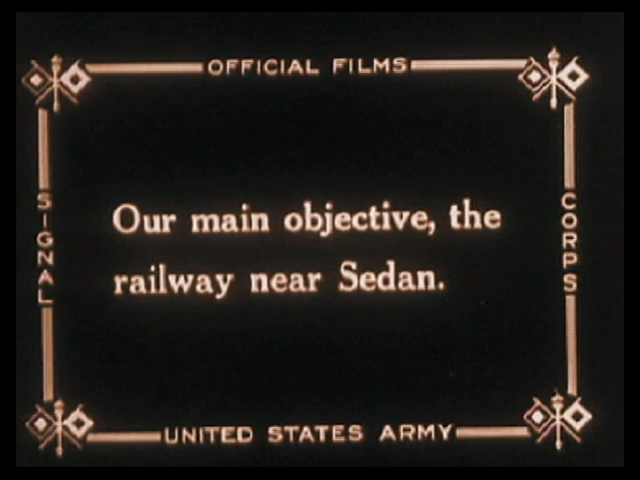 OFFICIAL FILMS
SIGNAL
Our main objective, the
railway near Sedan.
CORPS
UNITED STATES ARMY